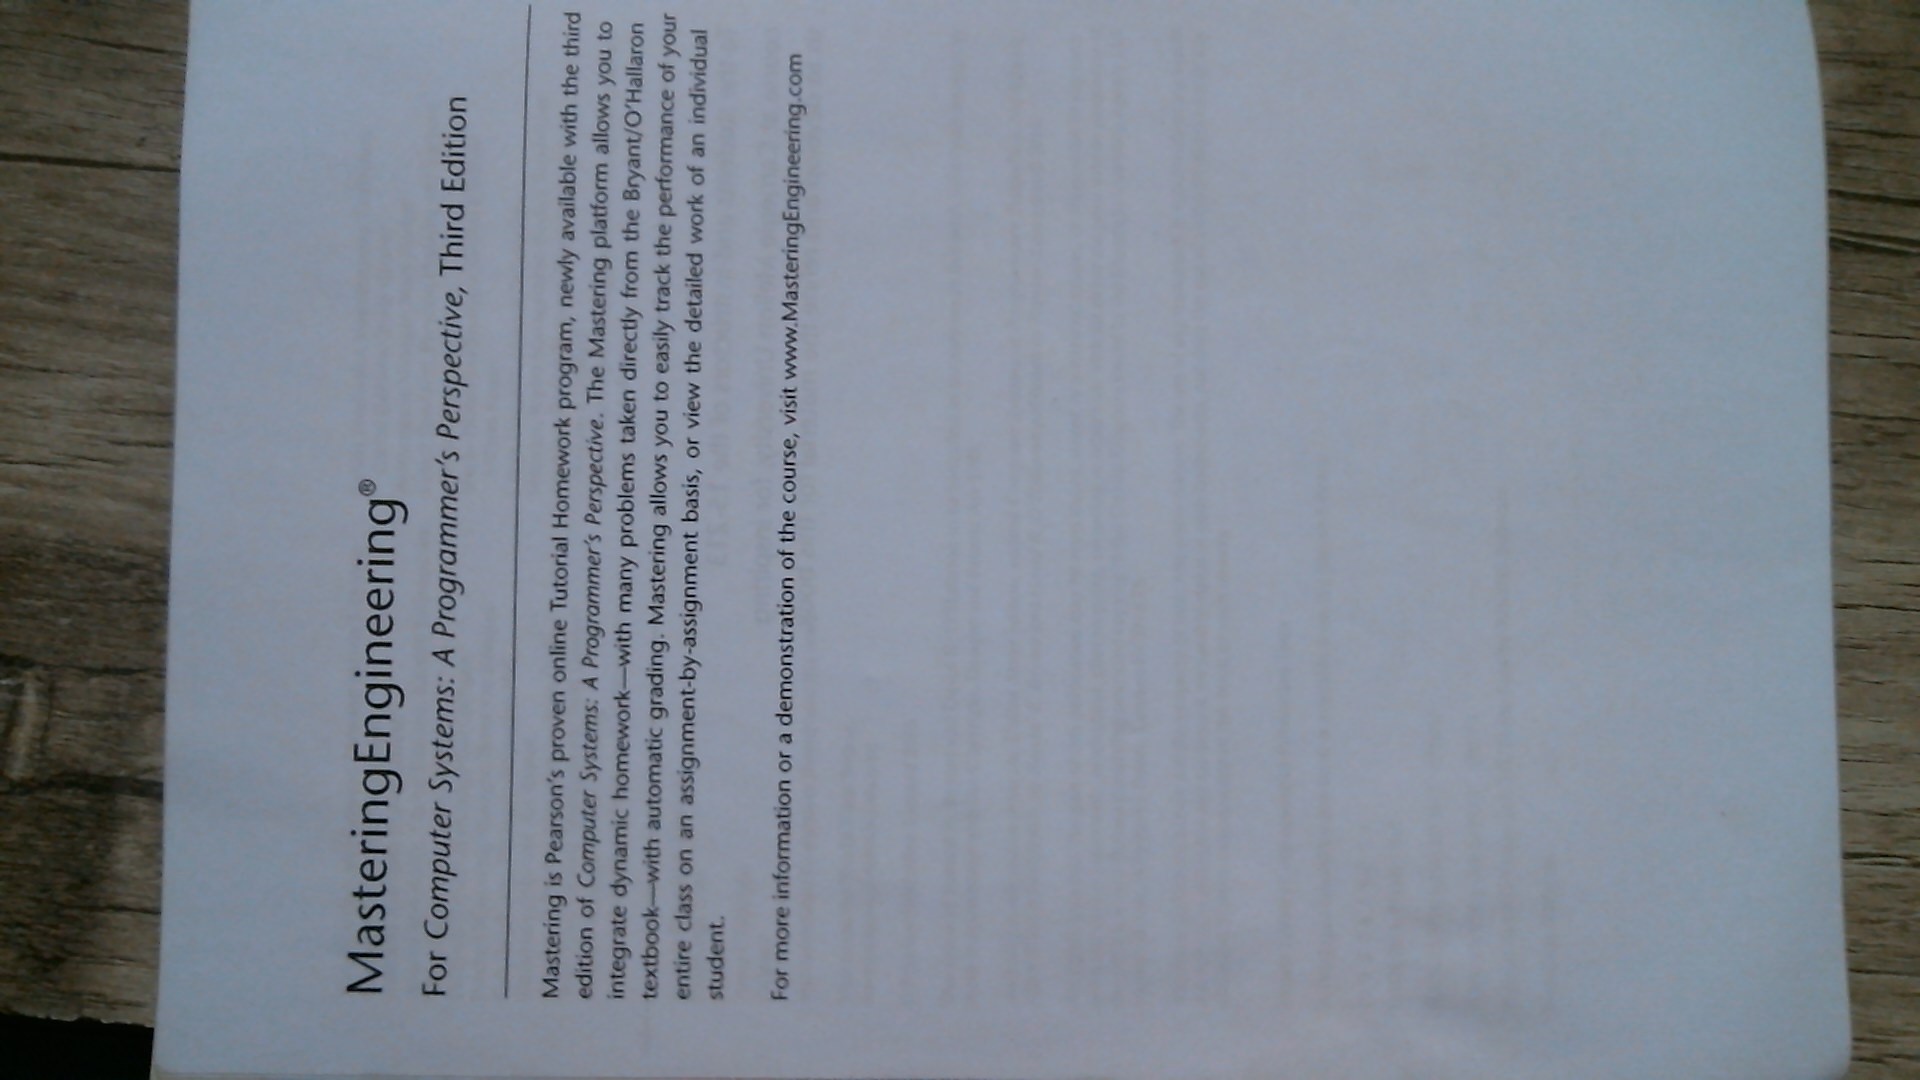 MasteringEngineering®
For Computer Systems: A Programmer's Perspective, Third Edition
Mastering is Pearson's proven online Tutorial Homework program, newly available with the third
edition of Computer Systems: A Programmer's Perspective. The Mastering platform allows you to
integrate dynamic homework—with many problems taken directly from the Bryant/O'Hallaron
textbook—with automatic grading. Mastering allows you to easily track the performance of your
entire class on an assignment-by-assignment basis, or view the detailed work of an individual
student.
For more information or a demonstration of the course, visit www.MasteringEngineering.com